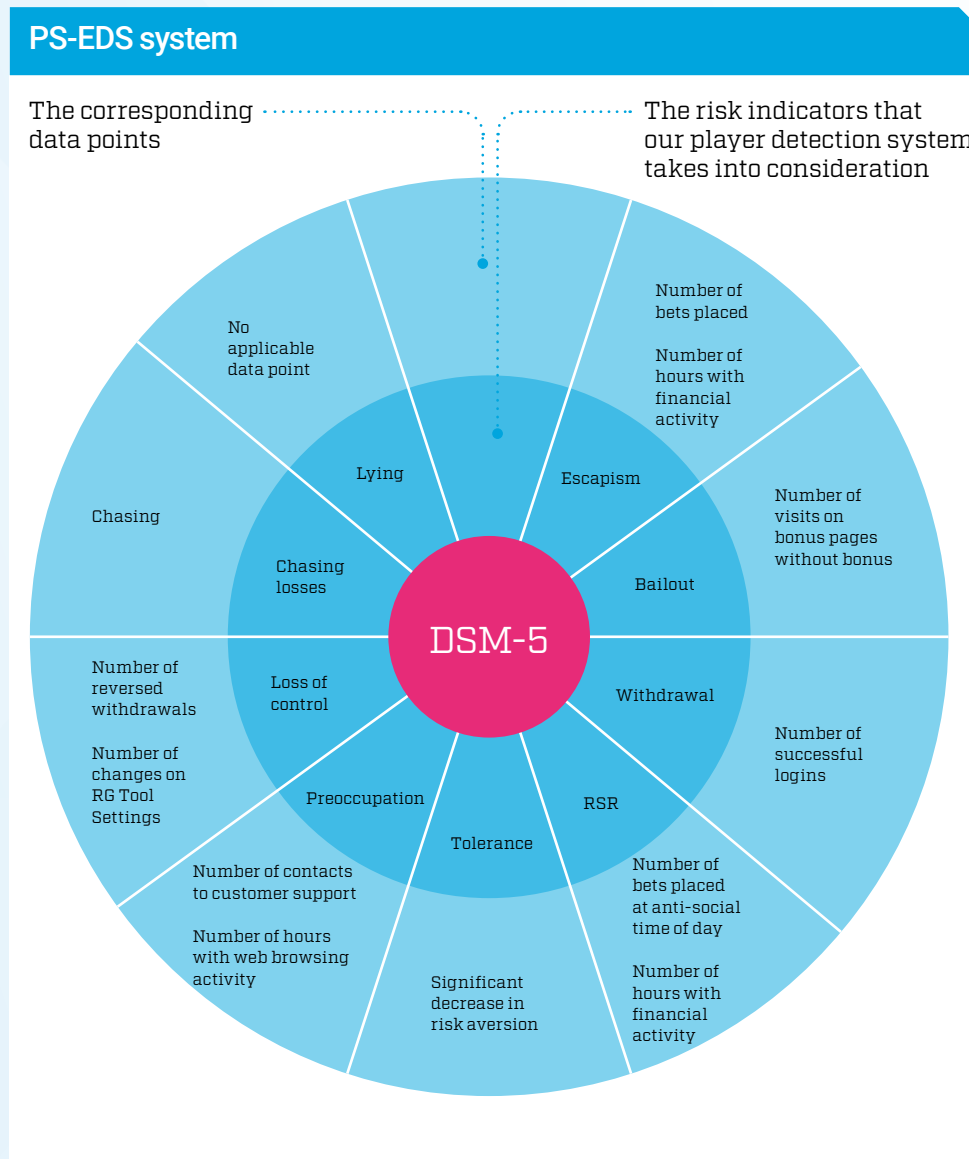 PS-EDS system
The corresponding
data points
The risk indicators that
our player detection system
takes into consideration
Number of
bets placed
Number of
hours with
financial
activity
Escapism
Number of
visits on
bonus pages
without bonus
Bailout
Withdrawal
Number of
successful
logins
RSR
Number of
bets placed
at anti-social
time of day
Number of
hours with
financial
activity
Tolerance
Significant
decrease in
risk aversion
Preoccupation
Number of contacts
to customer support
Number of hours
with web browsing
activity
Loss of
control
Number of
reversed
withdrawals
Number of
changes on
RG Tool
Settings
Chasing
losses
Chasing
Lying
No
applicable
data point
DSM-5